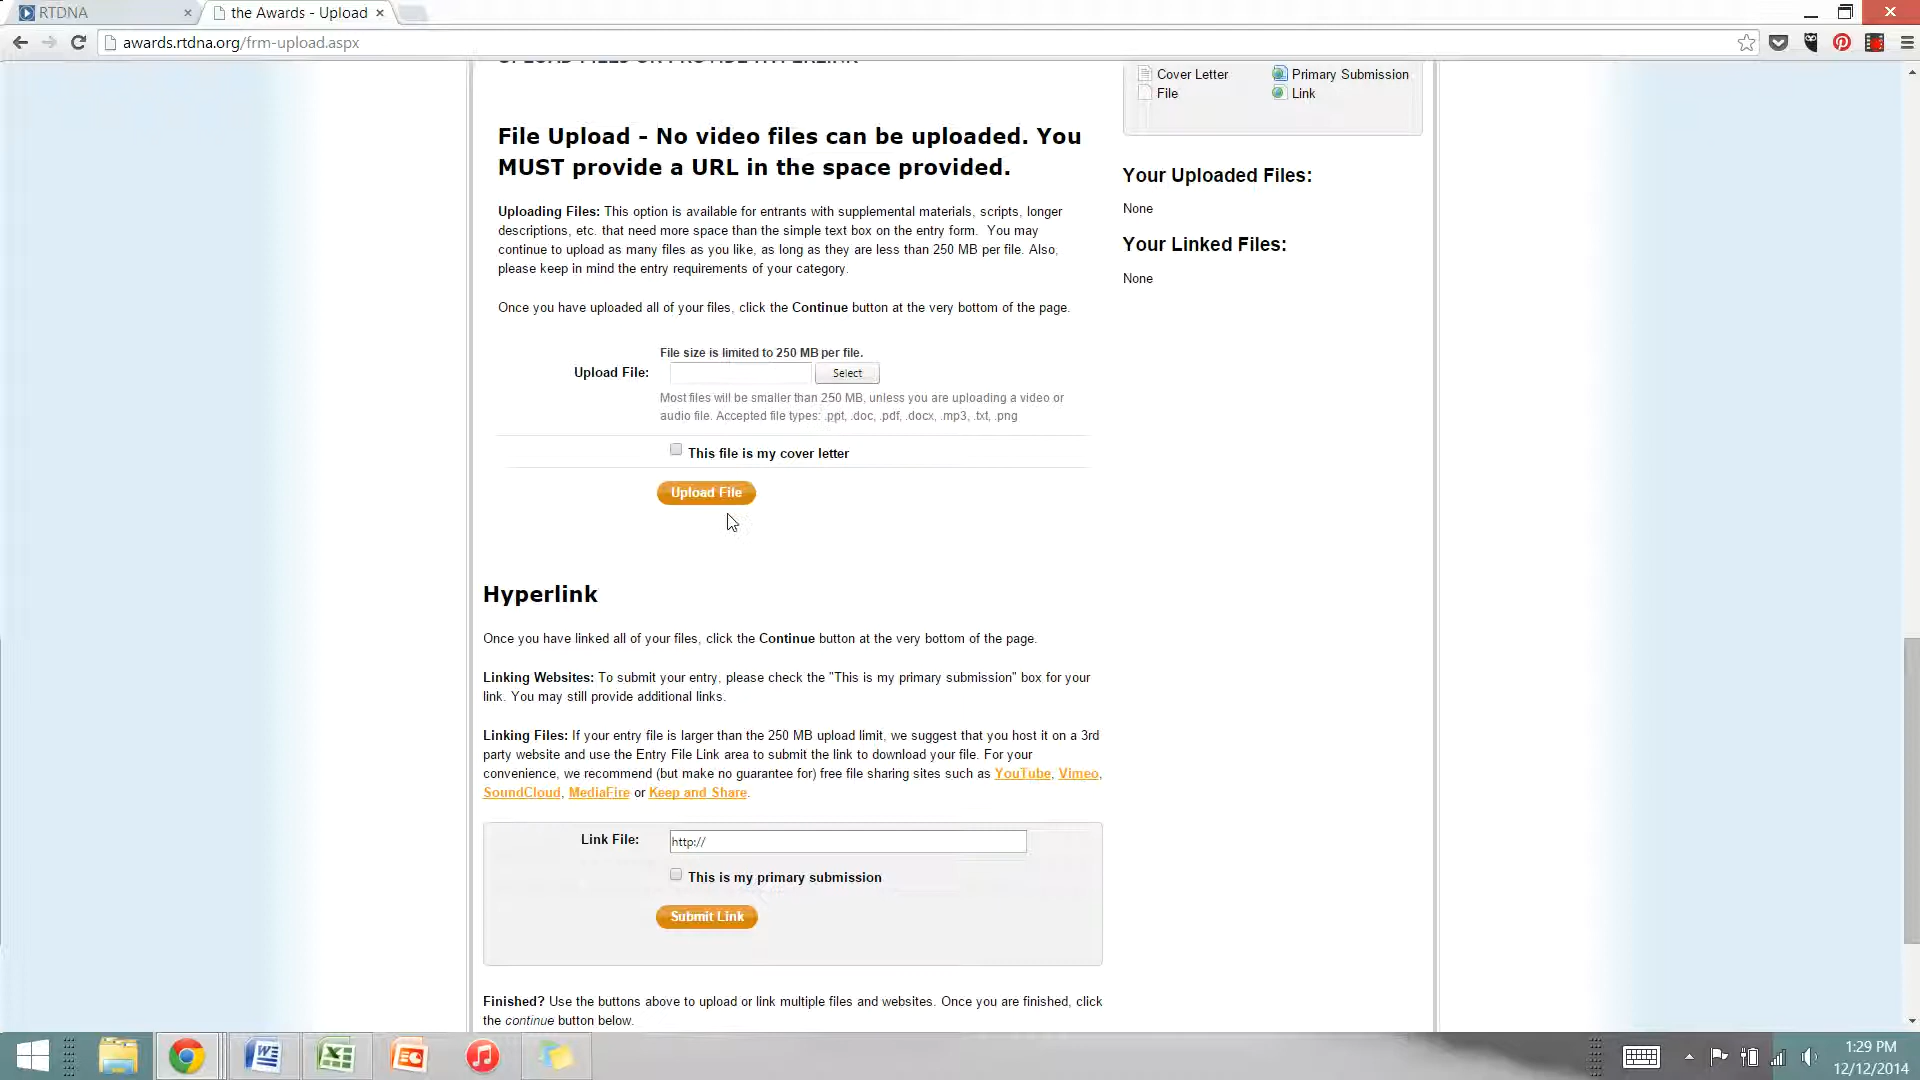 RTDNA
the Awards - Upload
awards.rtdna.org/frm-upload.aspx
UPLOAD FILES OR PROVIDE HYPERLINK
Cover Letter
Primary Submission
File
Link
File Upload - No video files can be uploaded. You
MUST provide a URL in the space provided.
Uploading Files: This option is available for entrants with supplemental materials, scripts, longer
descriptions, etc. that need more space than the simple text box on the entry form. You may
continue to upload as many files as you like, as long as they are less than 250 MB per file. Also,
please keep in mind the entry requirements of your category.
Once you have uploaded all of your files, click the Continue button at the very bottom of the page.
File size is limited to 250 MB per file.
Upload File:
Select
Most files will be smaller than 250 MB, unless you are uploading a video or
audio file. Accepted file types: .ppt, .doc, .pdf, .docx, .mp3, .txt, .png
This file is my cover letter
Upload File
Your Uploaded Files:
None
Your Linked Files:
None
Hyperlink
Once you have linked all of your files, click the Continue button at the very bottom of the page.
Linking Websites: To submit your entry, please check the "This is my primary submission" box for your
link. You may still provide additional links.
Linking Files: If your entry file is larger than the 250 MB upload limit, we suggest that you host it on a 3rd
party website and use the Entry File Link area to submit the link to download your file. For your
convenience, we recommend (but make no guarantee for) free file sharing sites such as YouTube, Vimeo,
SoundCloud, MediaFire or Keep and Share.
Link File:
http://
This is my primary submission
Submit Link
Finished? Use the buttons above to upload or link multiple files and websites. Once you are finished, click
the continue button below.
1:29 PM
12/12/2014